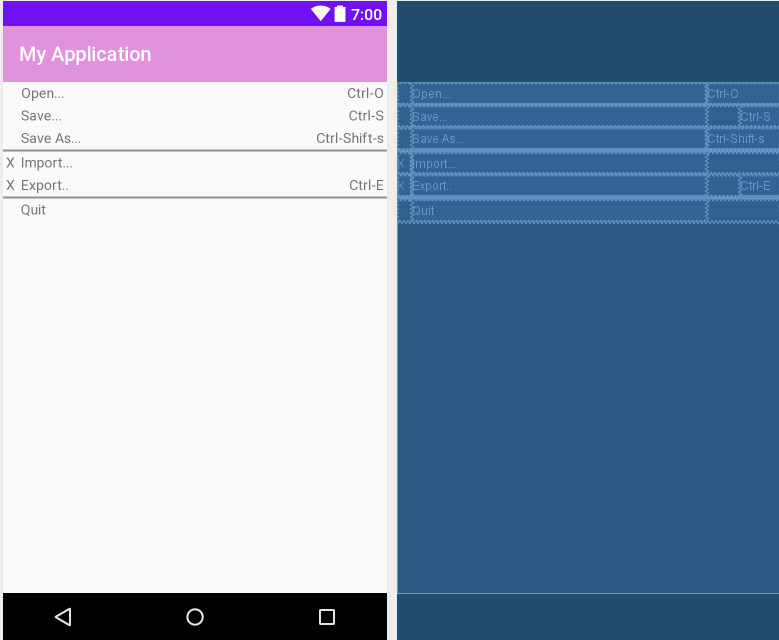 7:00
My Application
Open... Ctrl-O
Save... Ctrl-S
Save As... Ctrl-Shift-s
X Import...
X Export.. Ctrl-E
Quit
Open... Ctrl-O
Save... Ctrl-S
Save As... Ctrl-Shift-s
X Import...
X Export.. Ctrl-E
Quit